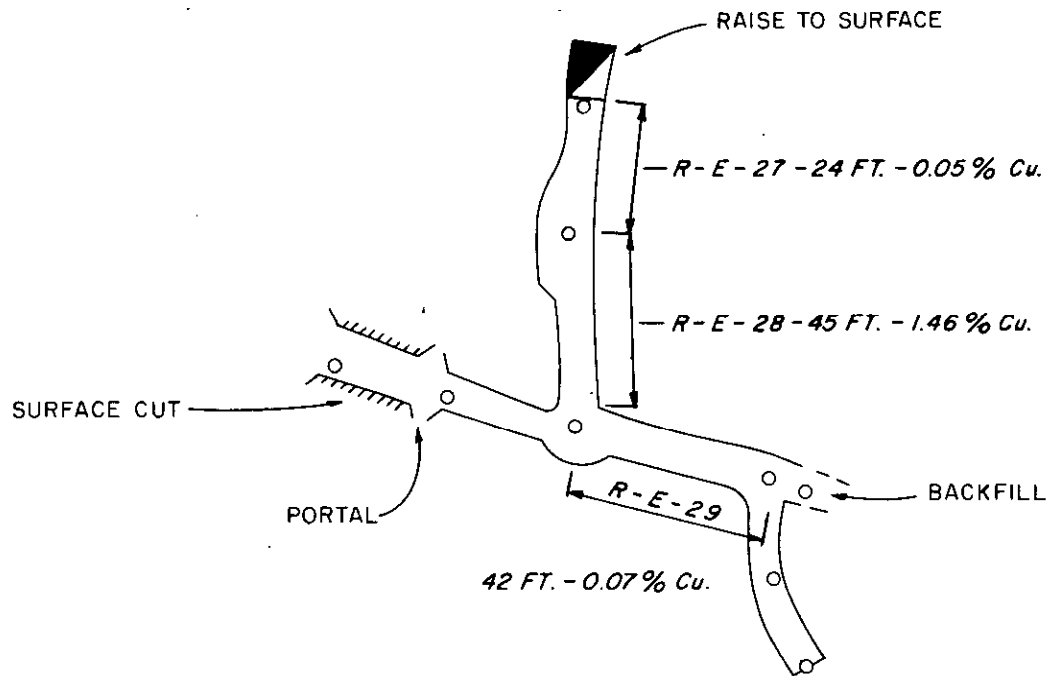 RAISE TO SURFACE
R-E-27-24 FT. -0.05% Cu.
R-E-28-45 FT.-1.46% Cu.
SURFACE CUT
PORTAL
R-E-29
BACKFILL
42 FT.-0.07% Cu.